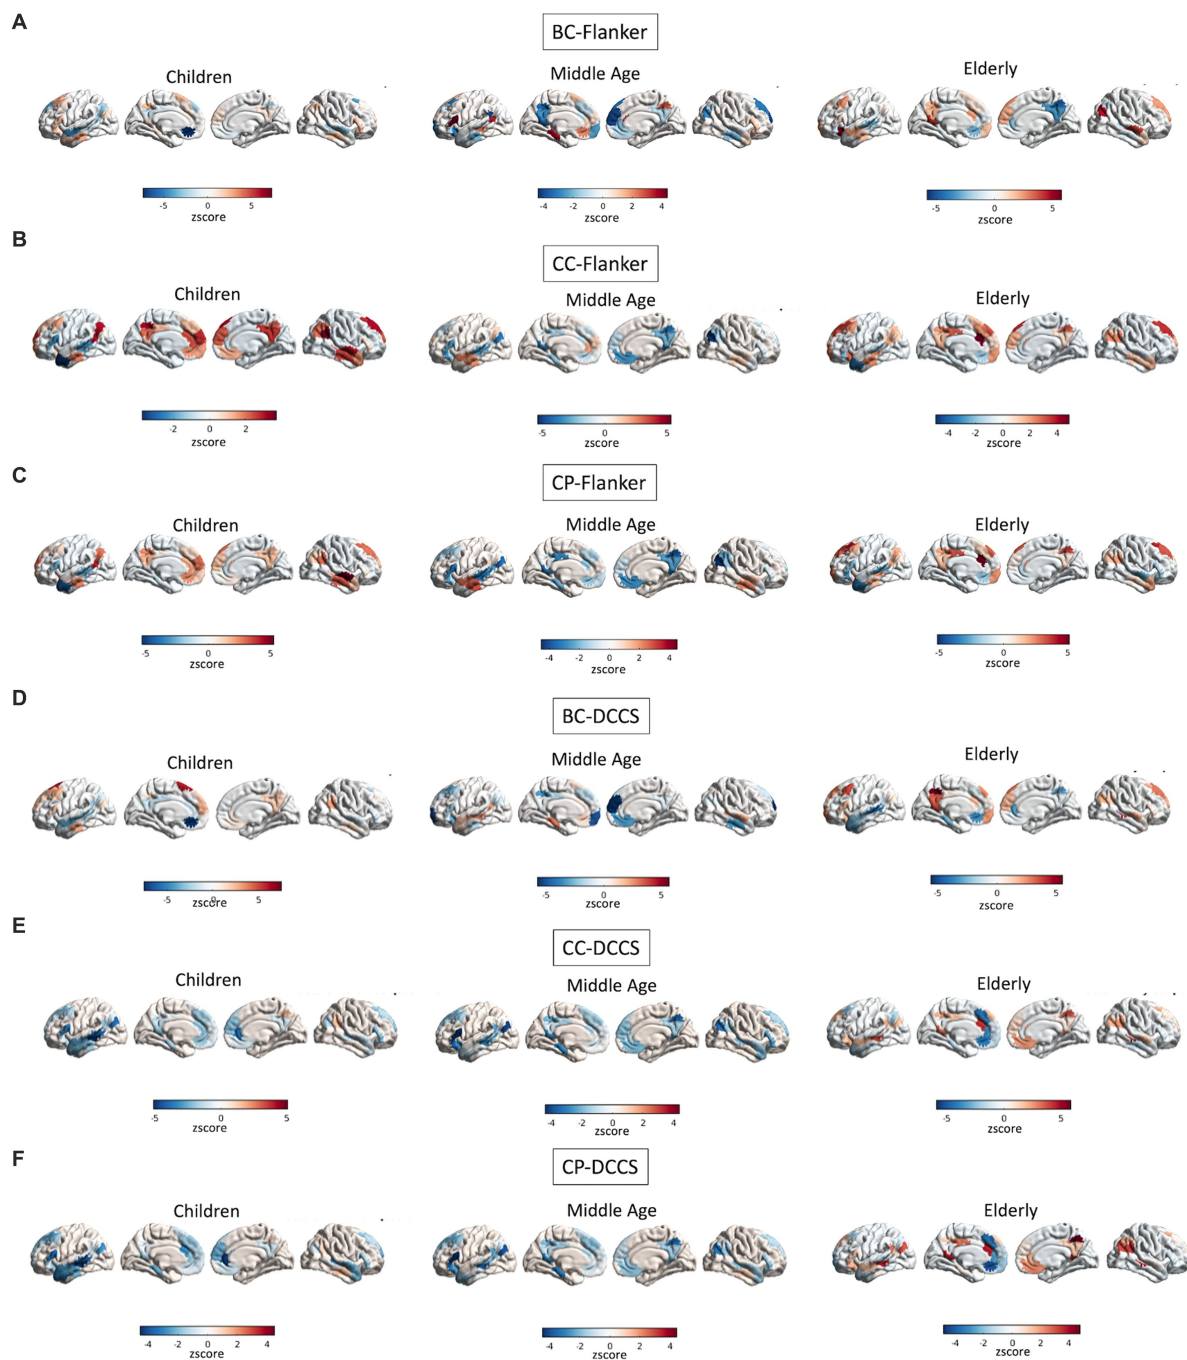 A
BC-Flanker
Children
Middle Age
Elderly
-5 0 5
zscore
-4 -2 0 2 4
zscore
-5 0 5
zscore
B
CC-Flanker
Children
Middle Age
Elderly
-2 0 2
zscore
-5 0 5
zscore
-4 -2 0 2 4
zscore
C
CP-Flanker
Children
Middle Age
Elderly
-5 0 5
zscore
-4 -2 0 2 4
zscore
-5 0 5
zscore
D
BC-DCCS
Children
Middle Age
Elderly
-5 0 5
zscore
-5 0 5
zscore
-5 0 5
zscore
E
CC-DCCS
Children
Middle Age
Elderly
-5 0 5
zscore
-4 -2 0 2 4
zscore
-5 0 5
zscore
F
CP-DCCS
Children
Middle Age
Elderly
-4 -2 0 2 4
zscore
-4 -2 0 2 4
zscore
-4 -2 0 2 4
zscore